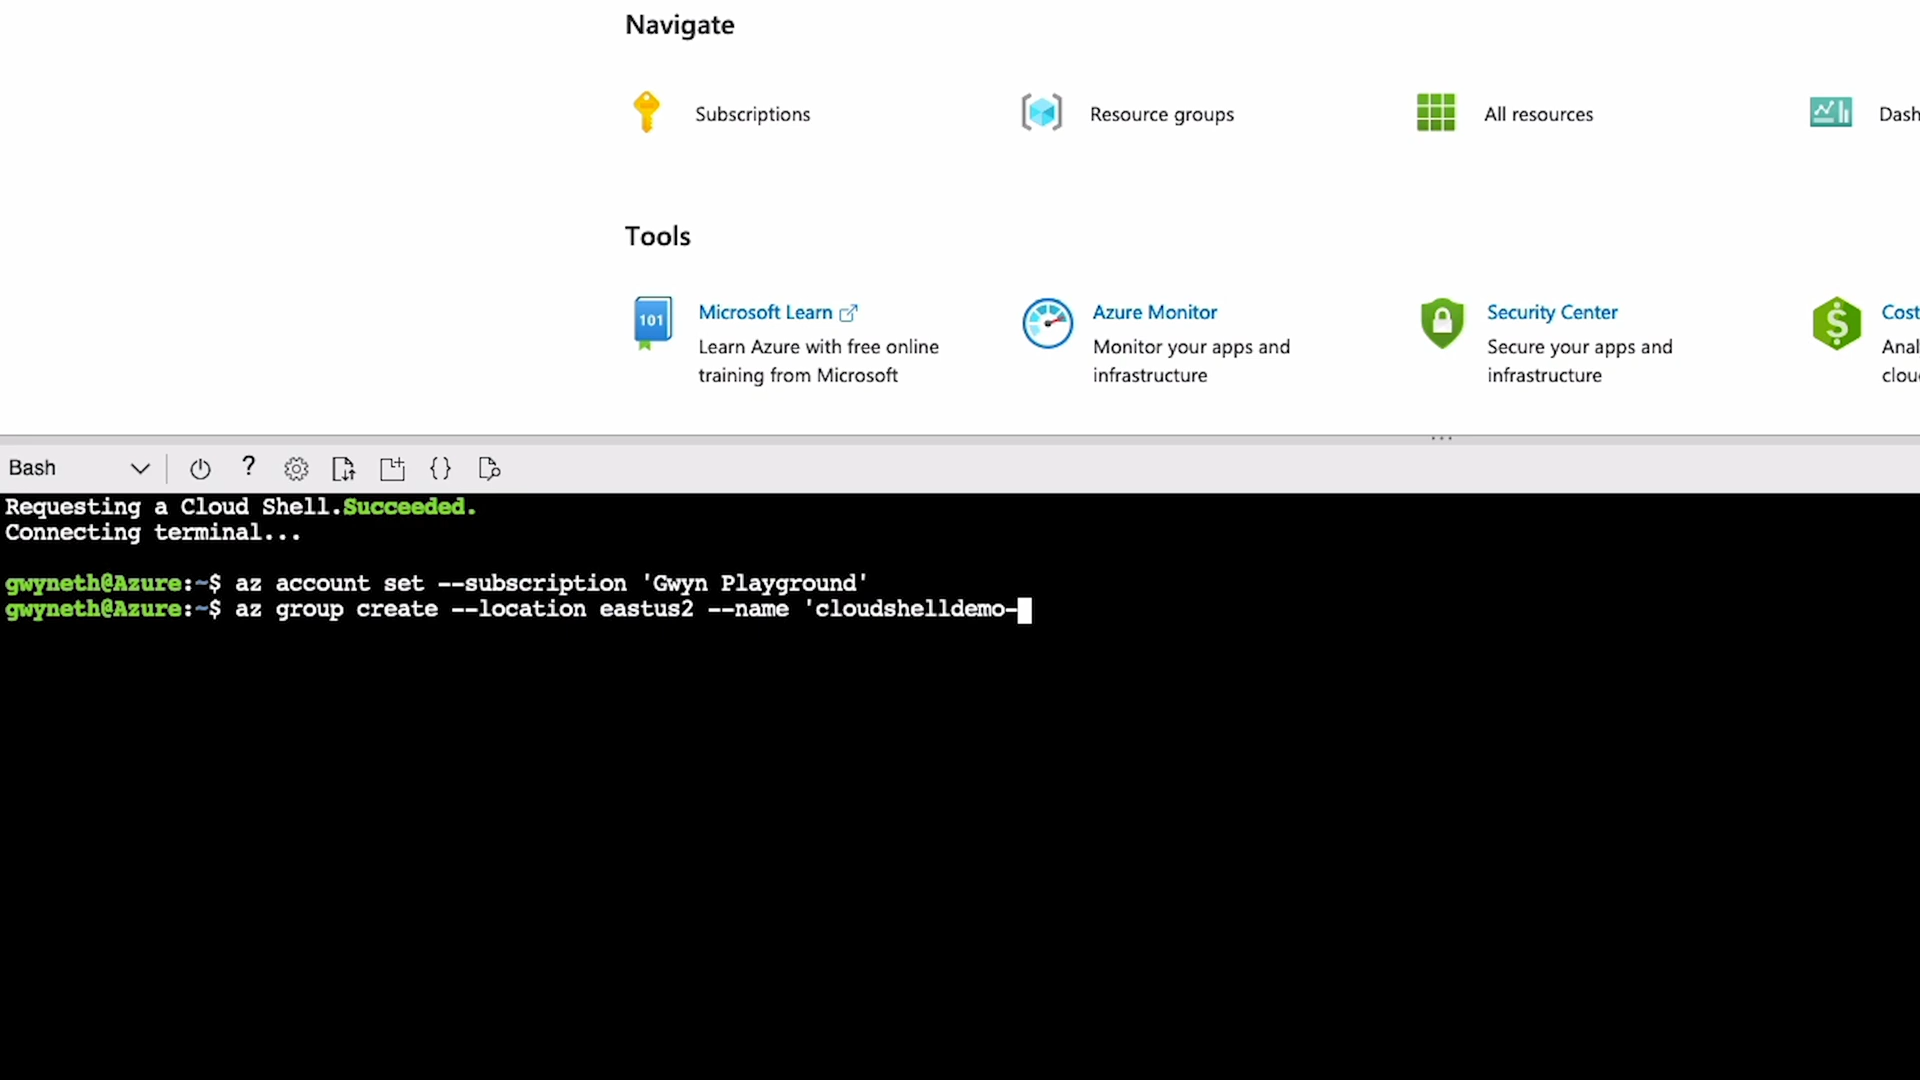 Navigate
Subscriptions
Resource groups
All resources
Dash
Tools
101
Microsoft Learn
Learn Azure with free online
training from Microsoft
Azure Monitor
Monitor your apps and
infrastructure
Security Center
Secure your apps and
infrastructure
$
Cost
Anal
clou
Bash
?
{}
Requesting a Cloud Shell.Succeeded.
Connecting terminal...
gwyneth@Azure:~$ az account set --subscription 'Gwyn Playground'
gwyneth@Azure:~$ az group create --location eastus2 --name 'cloudshelldemo-